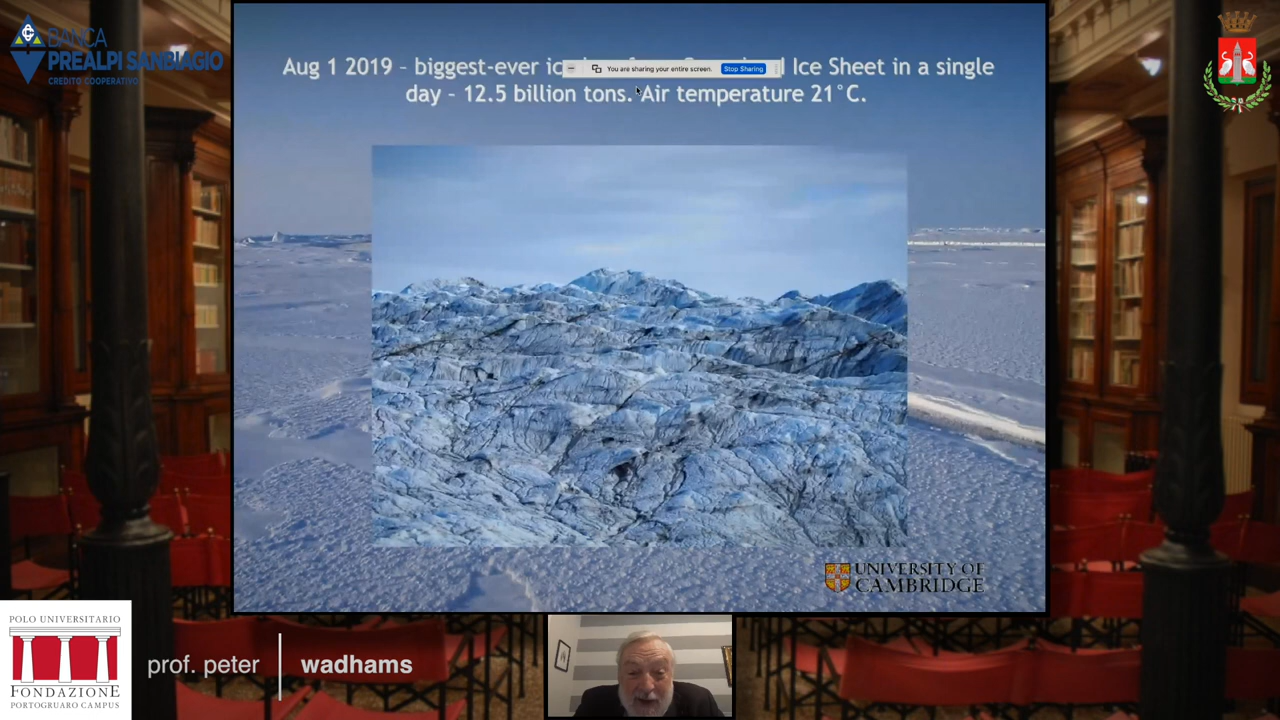 BANCA
PREALPI SANBIAGIO
CREDITO COOPERATIVO
Aug 1 2019 – biggest-ever Ice Sheet in a single
day – 12.5 billion tons. Air temperature 21°C.
You are sharing your entire screen. Stop Sharing
UNIVERSITY OF
CAMBRIDGE
POLO UNIVERSITARIO
FONDAZIONE
PORTOGRUARO CAMPUS
prof. peter wadhams